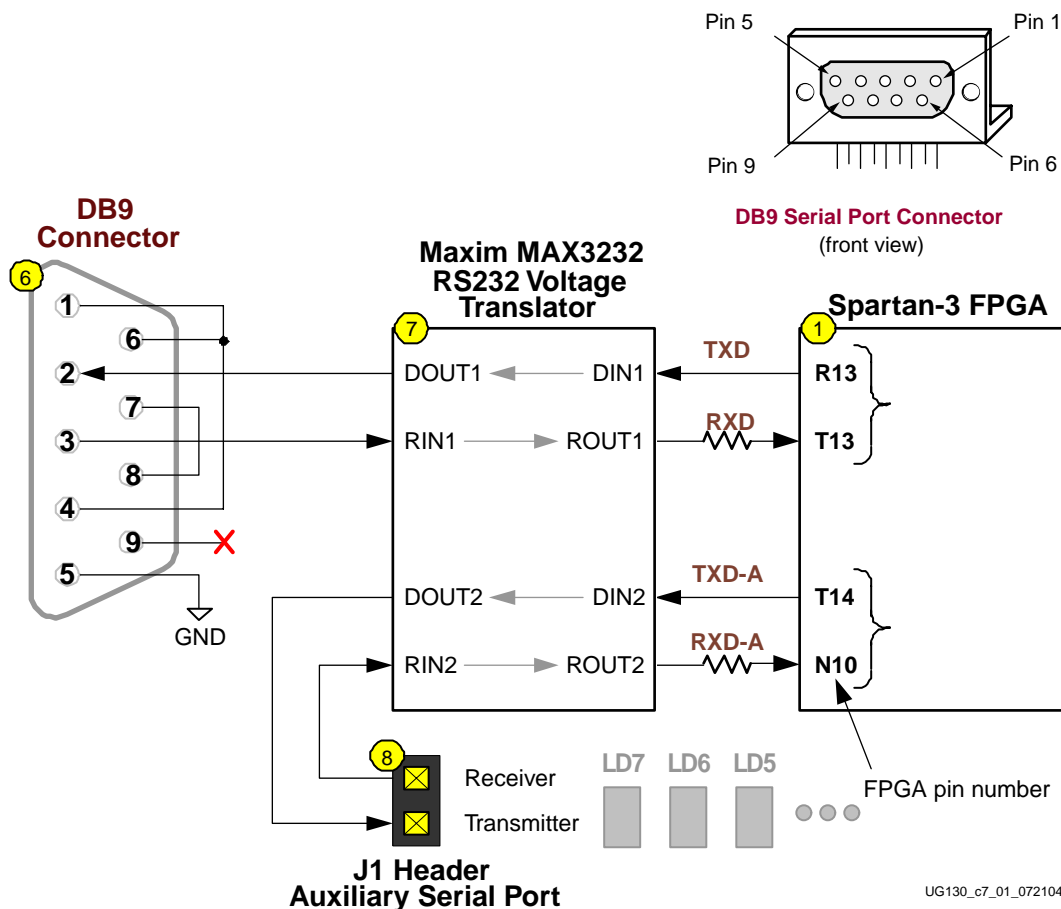 Pin 5
Pin 1
Pin 9
Pin 6
DB9 Serial Port Connector
(front view)
DB9
Connector
6
1
6
2
7
3
8
4
9
5
GND
Maxim MAX3232
RS232 Voltage
Translator
7
DOUT1
DIN1
RIN1
ROUT1
DOUT2
DIN2
RIN2
ROUT2
TXD
RXD
TXD-A
RXD-A
Spartan-3 FPGA
1
R13
T13
T14
N10
FPGA pin number
8
Receiver
Transmitter
J1 Header
Auxiliary Serial Port
LD7
LD6
LD5
UG130_c7_01_072104